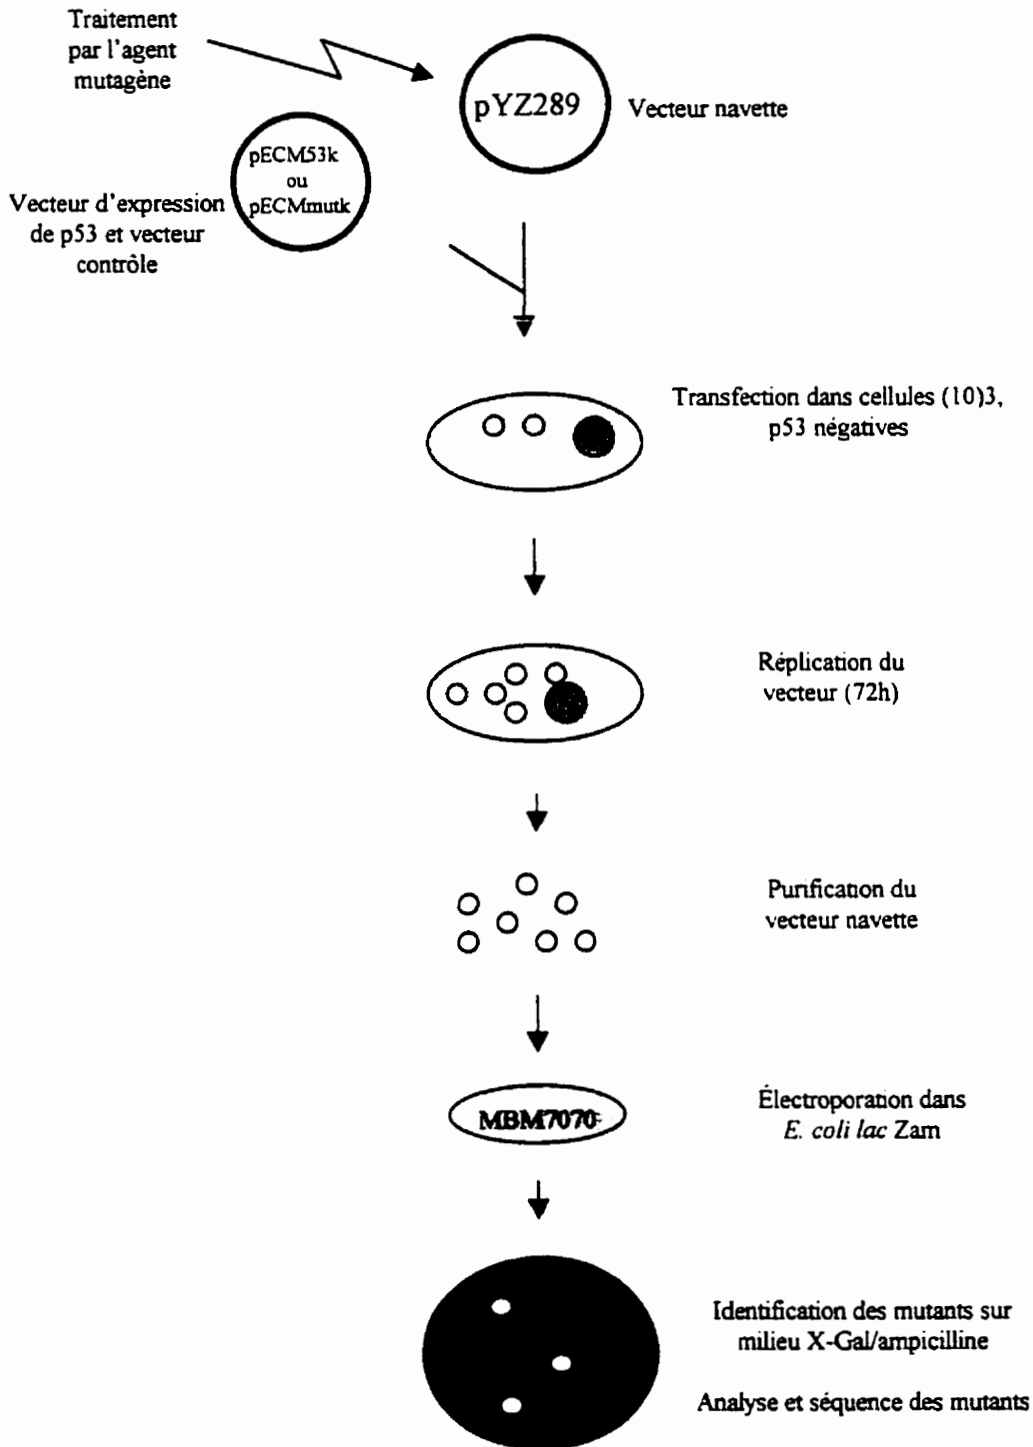 Traitement
par l'agent
mutagène
pYZ289
Vecteur navette
pECM53k
ou
pECMmutk
Vecteur d'expression
de p53 et vecteur
contrôle
Transfection dans cellules (10)3,
p53 négatives
Réplication du
vecteur (72h)
Purification du
vecteur navette
MBM7070
Électroporation dans
E. coli lac Zam
Identification des mutants sur
milieu X-Gal/ampicilline
Analyse et séquence des mutants